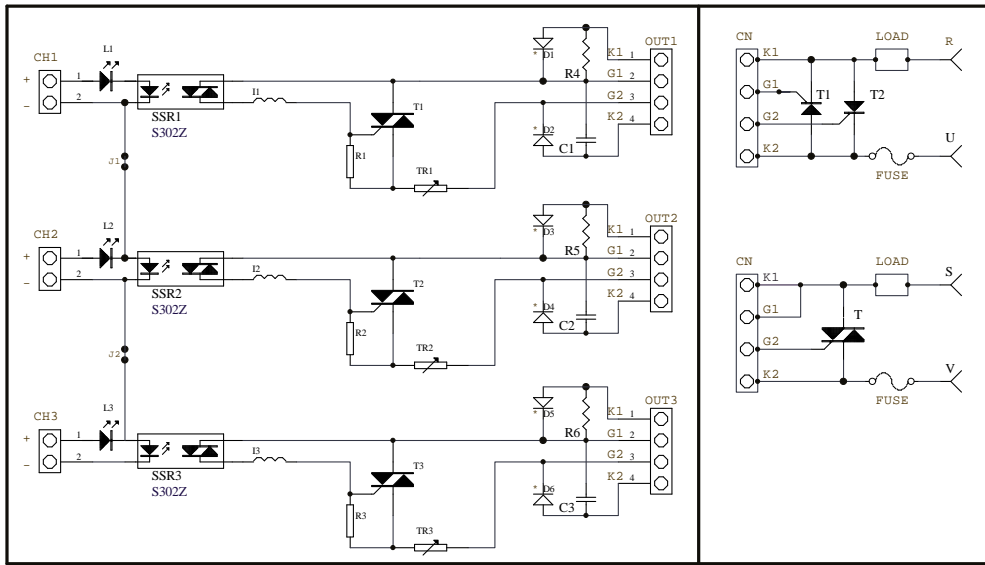 CH1
+
-
1
2
L1
SSR1
S302Z
I1
R1
T1
TR1
* D1
* D2
R4
C1
OUT1
K1 1
G1 2
G2 3
K2 4
J1
CH2
+
-
1
2
L2
SSR2
S302Z
I2
R2
T2
TR2
* D3
* D4
R5
C2
OUT2
K1 1
G1 2
G2 3
K2 4
J2
CH3
+
-
1
2
L3
SSR3
S302Z
I3
R3
T3
TR3
* D5
* D6
R6
C3
OUT3
K1 1
G1 2
G2 3
K2 4
CN
K1
G1
G2
K2
T1
T2
LOAD
R
U
FUSE
CN
K1
G1
G2
K2
T
LOAD
S
V
FUSE